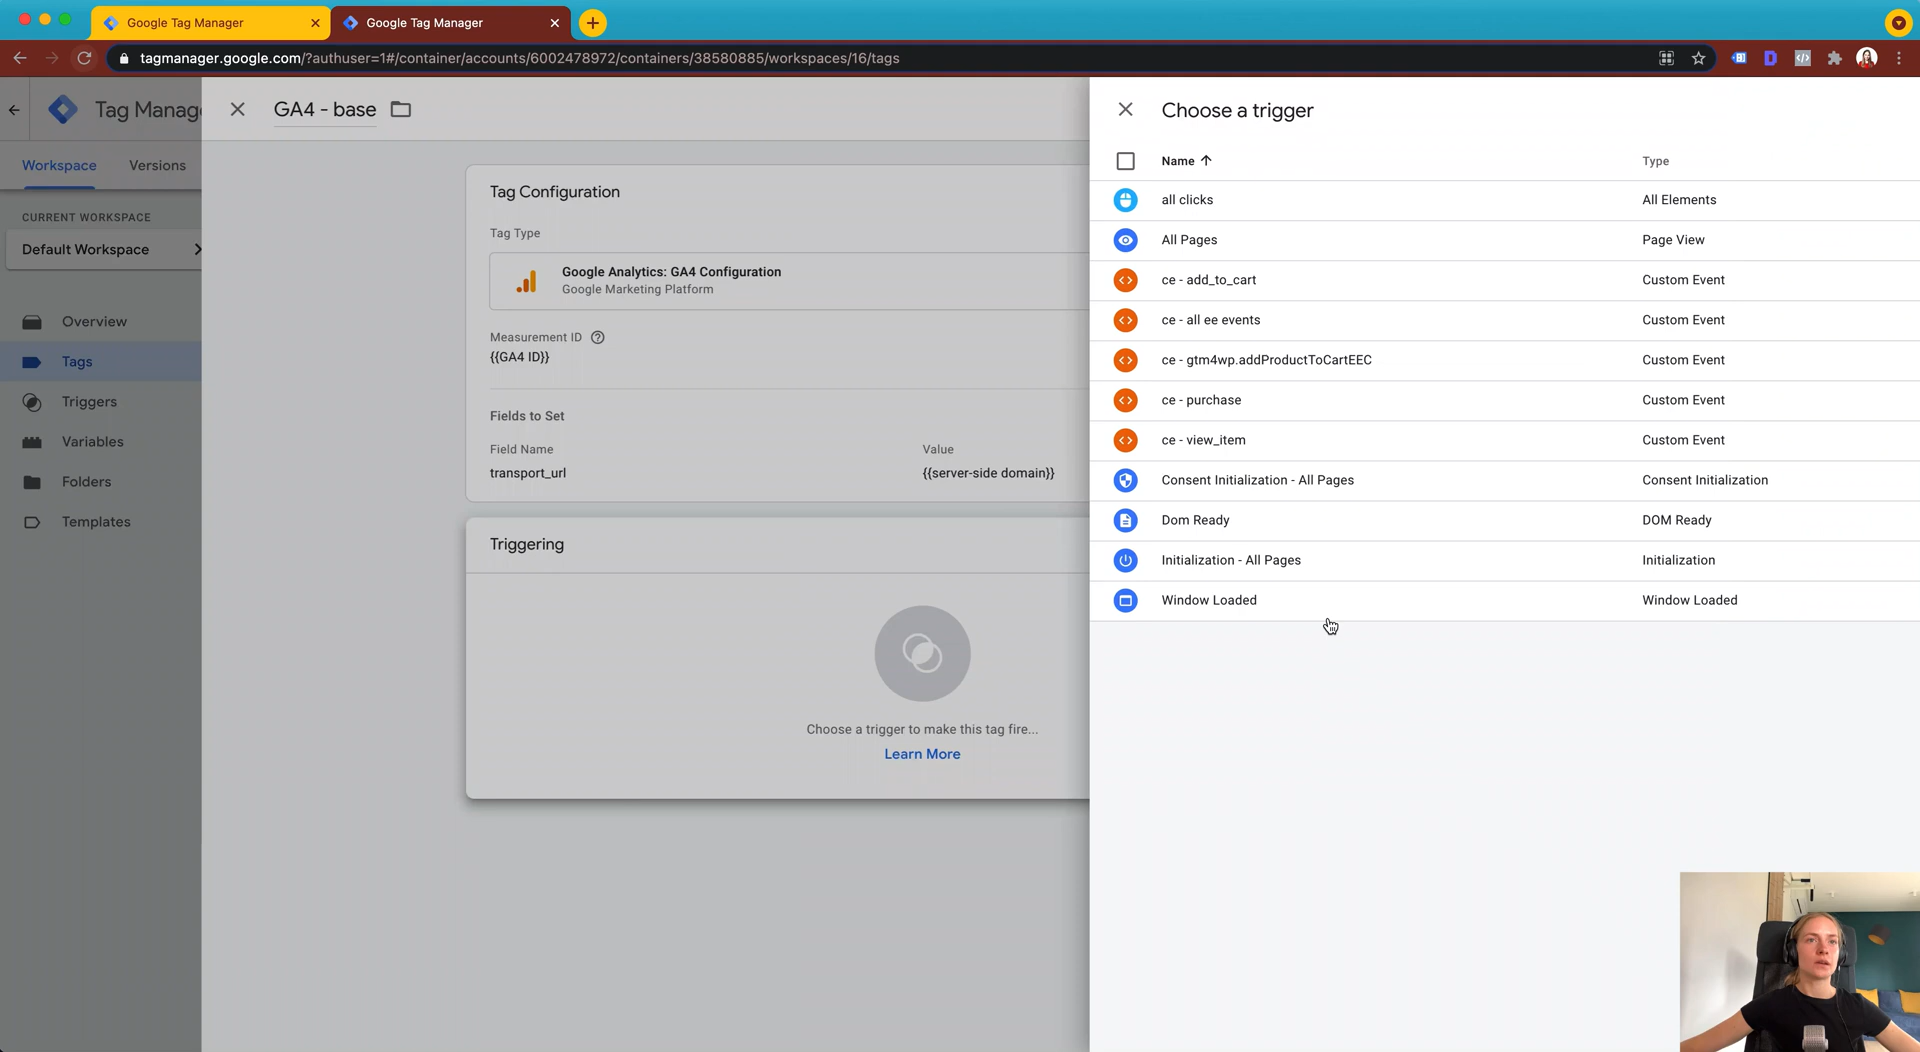 Google Tag Manager
Google Tag Manager
tagmanager.google.com/?authuser=1#/container/accounts/6002478972/containers/38580885/workspaces/16/tags
Tag Manag
Workspace
Versions
CURRENT WORKSPACE
Default Workspace
Overview
Tags
Triggers
Variables
Folders
Templates
GA4 - base
Tag Configuration
Tag Type
Google Analytics: GA4 Configuration
Google Marketing Platform
Measurement ID
{{GA4 ID}}
Fields to Set
Field Name
Value
transport_url
{{server-side domain}}
Triggering
Choose a trigger to make this tag fire...
Learn More
Choose a trigger
Name
Type
all clicks
All Elements
All Pages
Page View
ce - add_to_cart
Custom Event
ce - all ee events
Custom Event
ce - gtm4wp.addProductToCartEEC
Custom Event
ce - purchase
Custom Event
ce - view_item
Custom Event
Consent Initialization - All Pages
Consent Initialization
Dom Ready
DOM Ready
Initialization - All Pages
Initialization
Window Loaded
Window Loaded